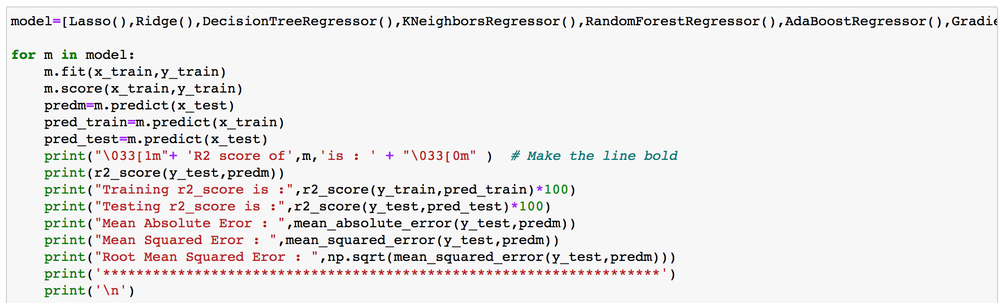 model=[Lasso(),Ridge(),DecisionTreeRegressor(),KNeighborsRegressor(),RandomForestRegressor(),AdaBoostRegressor(),Gradie
for m in model:
    m.fit(x_train,y_train)
    m.score(x_train,y_train)
    predm=m.predict(x_test)
    pred_train=m.predict(x_train)
    pred_test=m.predict(x_test)
    print("\033[1m"+ 'R2 score of',m,'is : ' + "\033[0m" )  # Make the line bold
    print(r2_score(y_test,predm))
    print("Training r2_score is :",r2_score(y_train,pred_train)*100)
    print("Testing r2_score is :",r2_score(y_test,pred_test)*100)
    print("Mean Absolute Eror : ",mean_absolute_error(y_test,predm))
    print("Mean Squared Eror : ",mean_squared_error(y_test,predm))
    print("Root Mean Squared Eror : ",np.sqrt(mean_squared_error(y_test,predm)))
    print('*******************************************************************')
    print('\n')